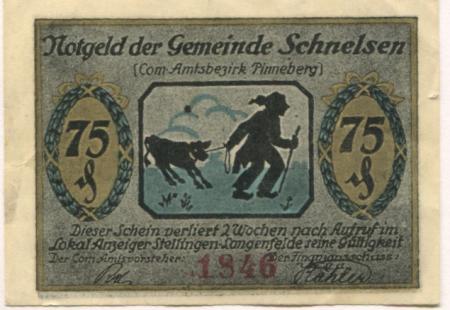 Notgeld der Gemeinde Schnelsen
(Com-Amtsbezirk Pinneberg)
75
75
Dieser Schein verliert 2 Wochen nach Aufruf im
Lokal Anzeiger Stellingen-Langenfelde seine Gültigkeit
Der Com Amtsvorsteher: Der Finanzausschuss:
1846
Kähler